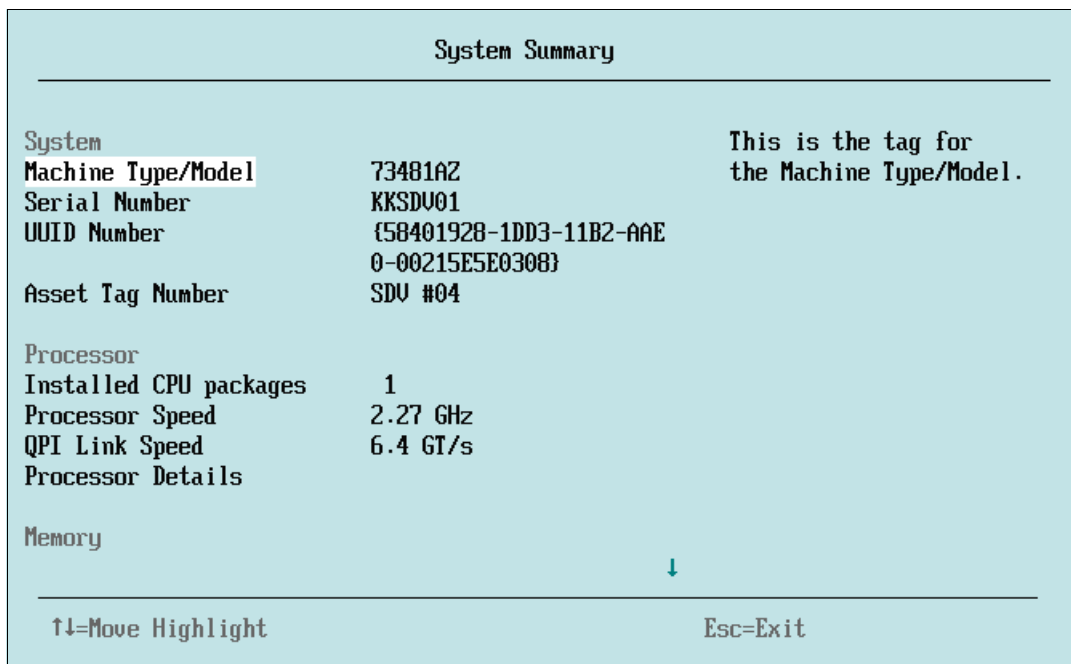 System Summary
System
This is the tag for
Machine Type/Model 73481AZ the Machine Type/Model.
Serial Number KKSDV01
UUID Number {58401928-1DD3-11B2-AAE
0-00215E5E0308}
Asset Tag Number SDV #04
Processor
Installed CPU packages 1
Processor Speed 2.27 GHz
QPI Link Speed 6.4 GT/s
Processor Details
Memory
↓
↑↓=Move Highlight Esc=Exit